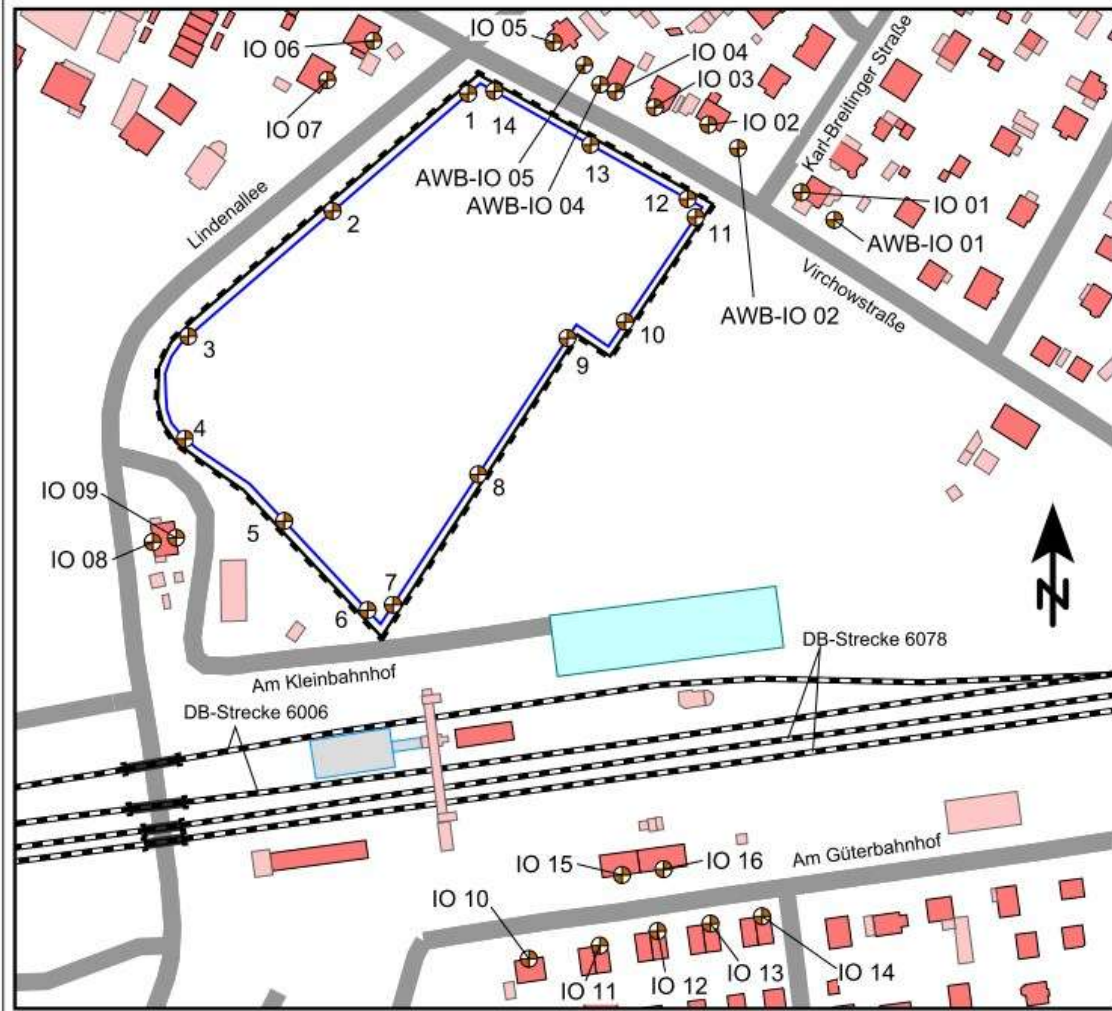 IO 06
IO 05
IO 04
IO 03
IO 07
IO 02
Karl-Breitinger Straße
1
14
13
AWB-IO 05
AWB-IO 04
12
IO 01
11
AWB-IO 01
Lindenallee
2
Virchowstraße
AWB-IO 02
3
10
9
4
8
IO 09
5
IO 08
7
6
N
Am Kleinbahnhof
DB-Strecke 6078
DB-Strecke 6006
IO 15
IO 16
Am Güterbahnhof
IO 10
IO 11
IO 12
IO 13
IO 14